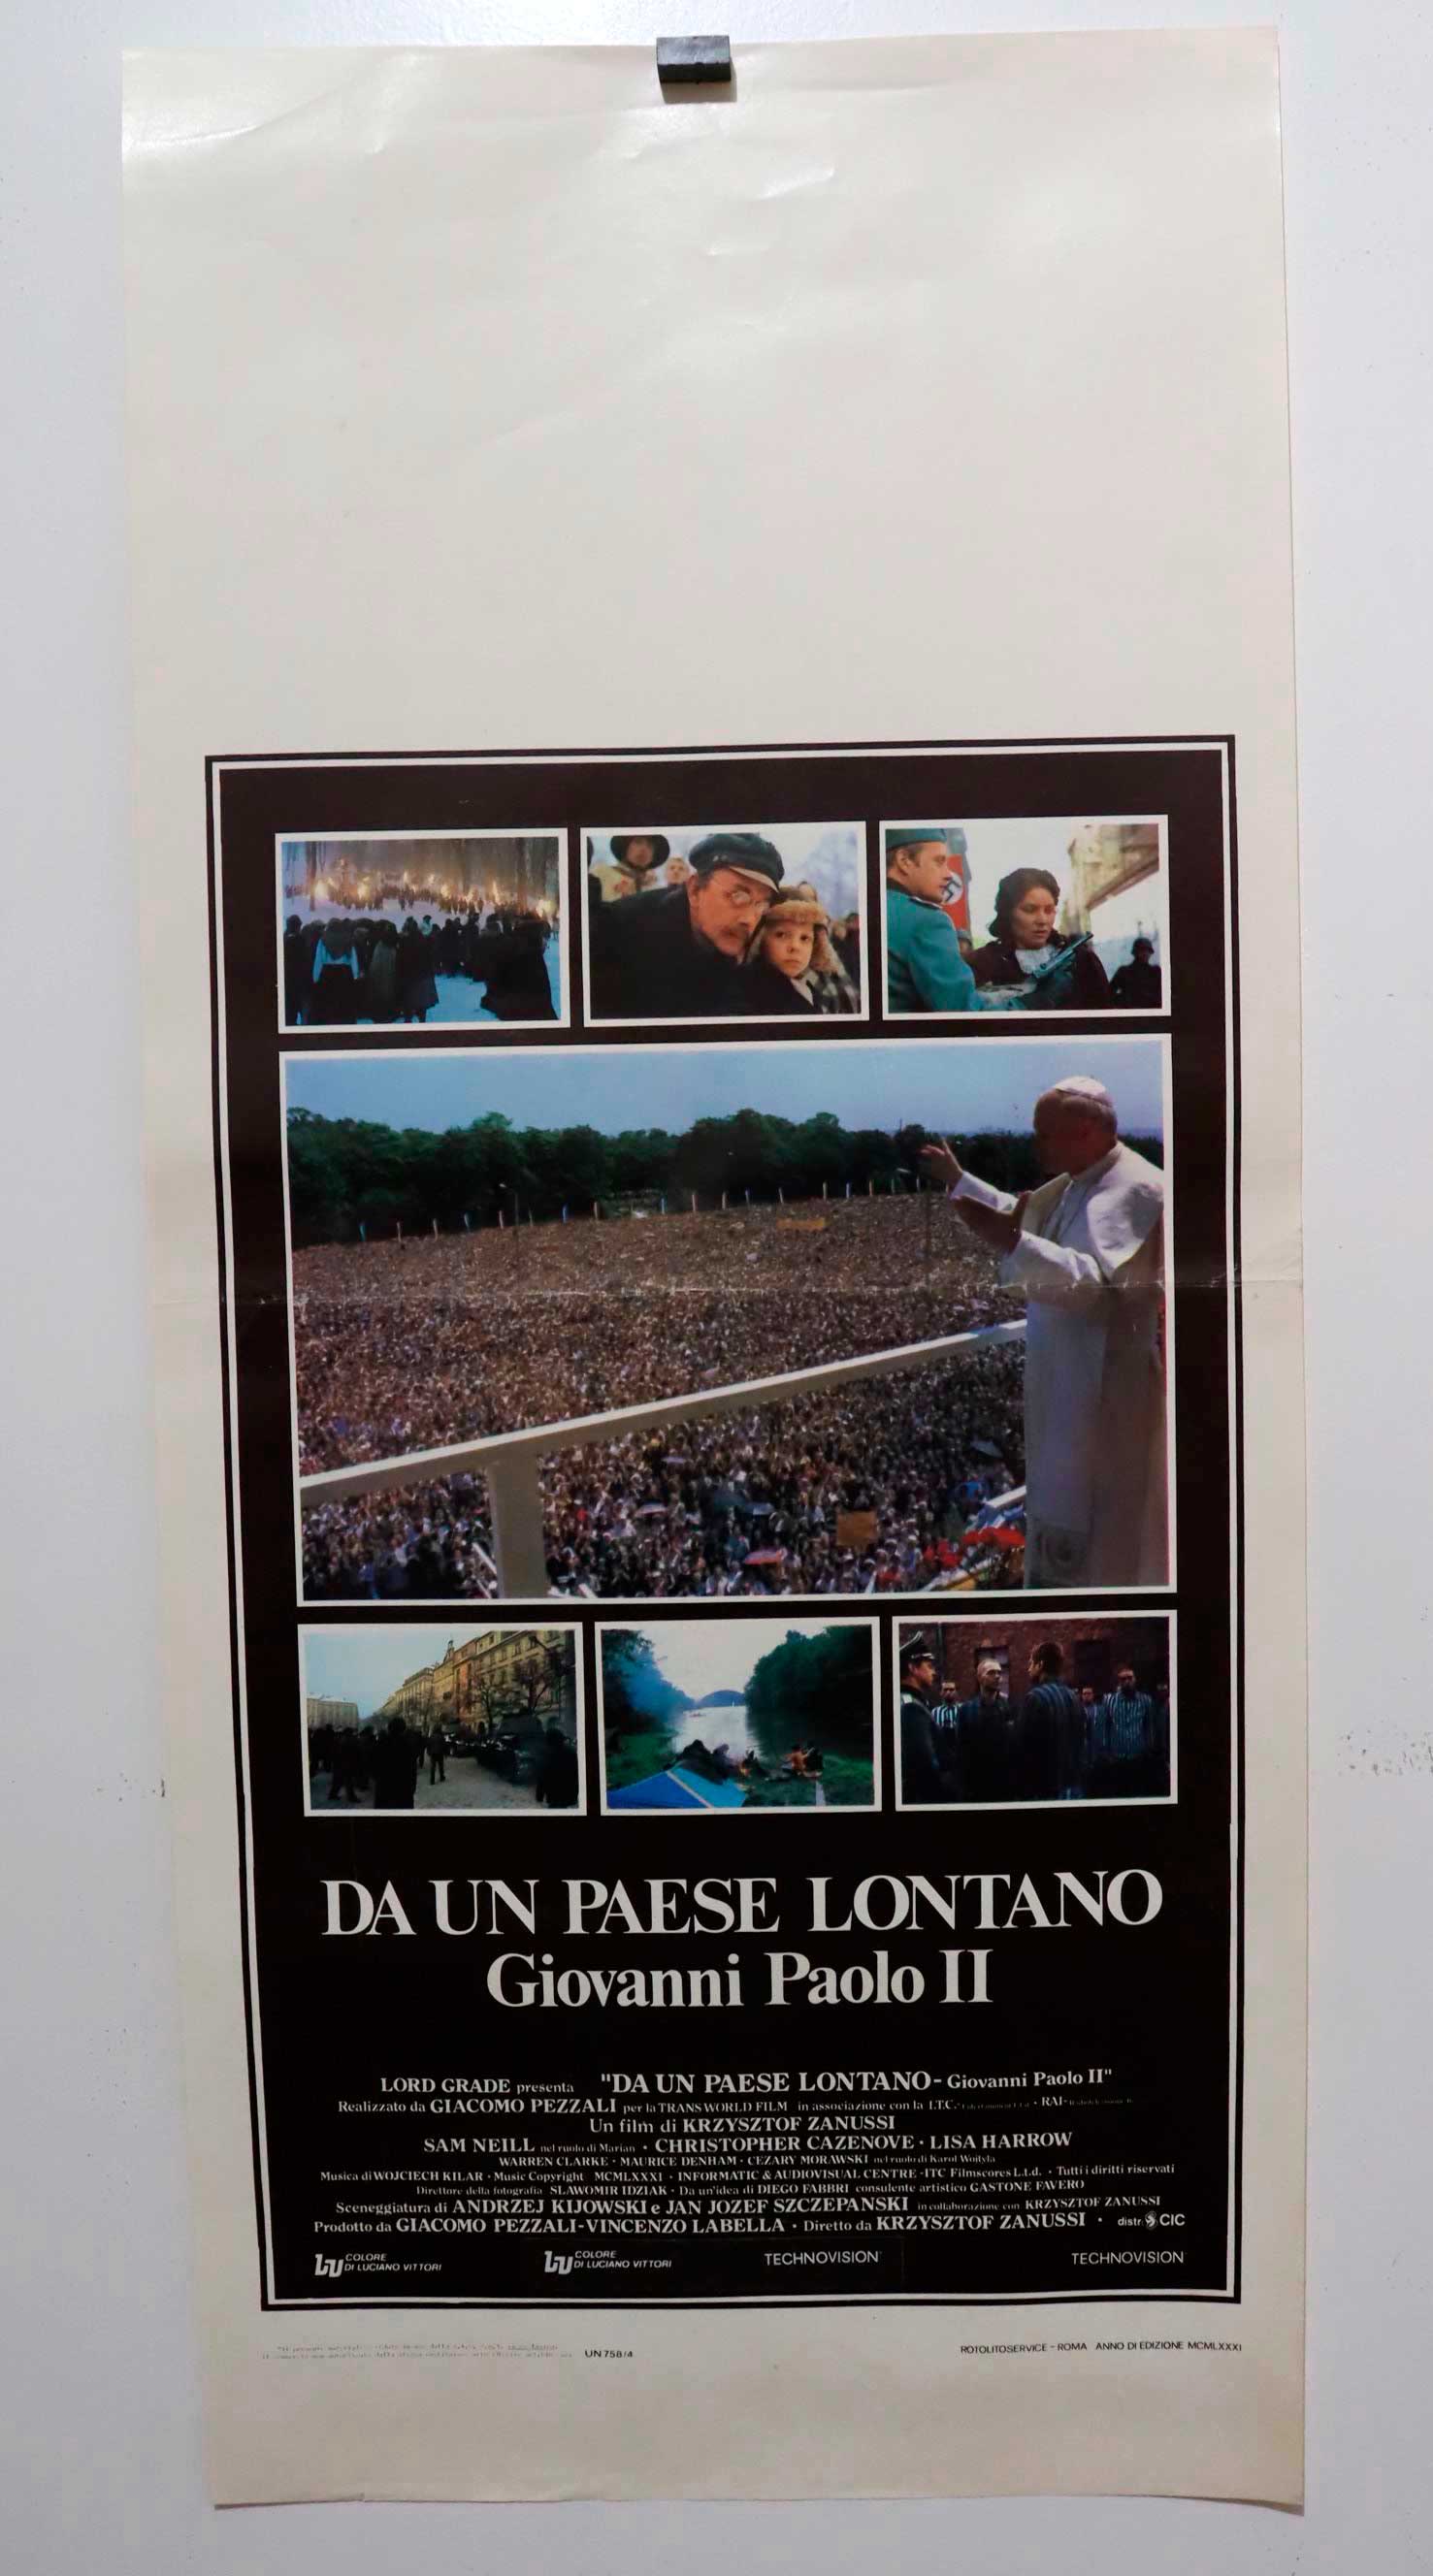 DA UN PAESE LONTANO
Giovanni Paolo II
LORD GRADE presenta "DA UN PAESE LONTANO - Giovanni Paolo II"
Realizzato da GIACOMO PEZZALI per la TRANS WORLD FILM in associazione con la I.T.C. • RAI
Un film di KRZYSZTOF ZANUSSI
SAM NEILL nel ruolo di Marian • CHRISTOPHER CAZENOVE • LISA HARROW
WARREN CLARKE • MAURICE DENHAM • CEZARY MORAWSKI nel ruolo di Karol Wojtyla
Musica di WOJCIECH KILAR • Music Copyright MCMLXXXI • INFORMATIC & AUDIOVISUAL CENTRE - ITC Filmscores L.t.d. • Tutti i diritti riservati
Direttore della fotografia SLAWOMIR IDZIAK • Da un'idea di DIEGO FABBRI consulente artistico GASTONE FAVERO
Sceneggiatura di ANDRZEJ KIJOWSKI e JAN JOZEF SZCZEPANSKI in collaborazione con KRZYSZTOF ZANUSSI
Prodotto da GIACOMO PEZZALI - VINCENZO LABELLA • Diretto da KRZYSZTOF ZANUSSI • distr. CIC
LV COLORE DI LUCIANO VITTORI LV COLORE DI LUCIANO VITTORI TECHNOVISION TECHNOVISION
UN 758/4 ROTOLITOSERVICE - ROMA ANNO DI EDIZIONE MCMLXXXI